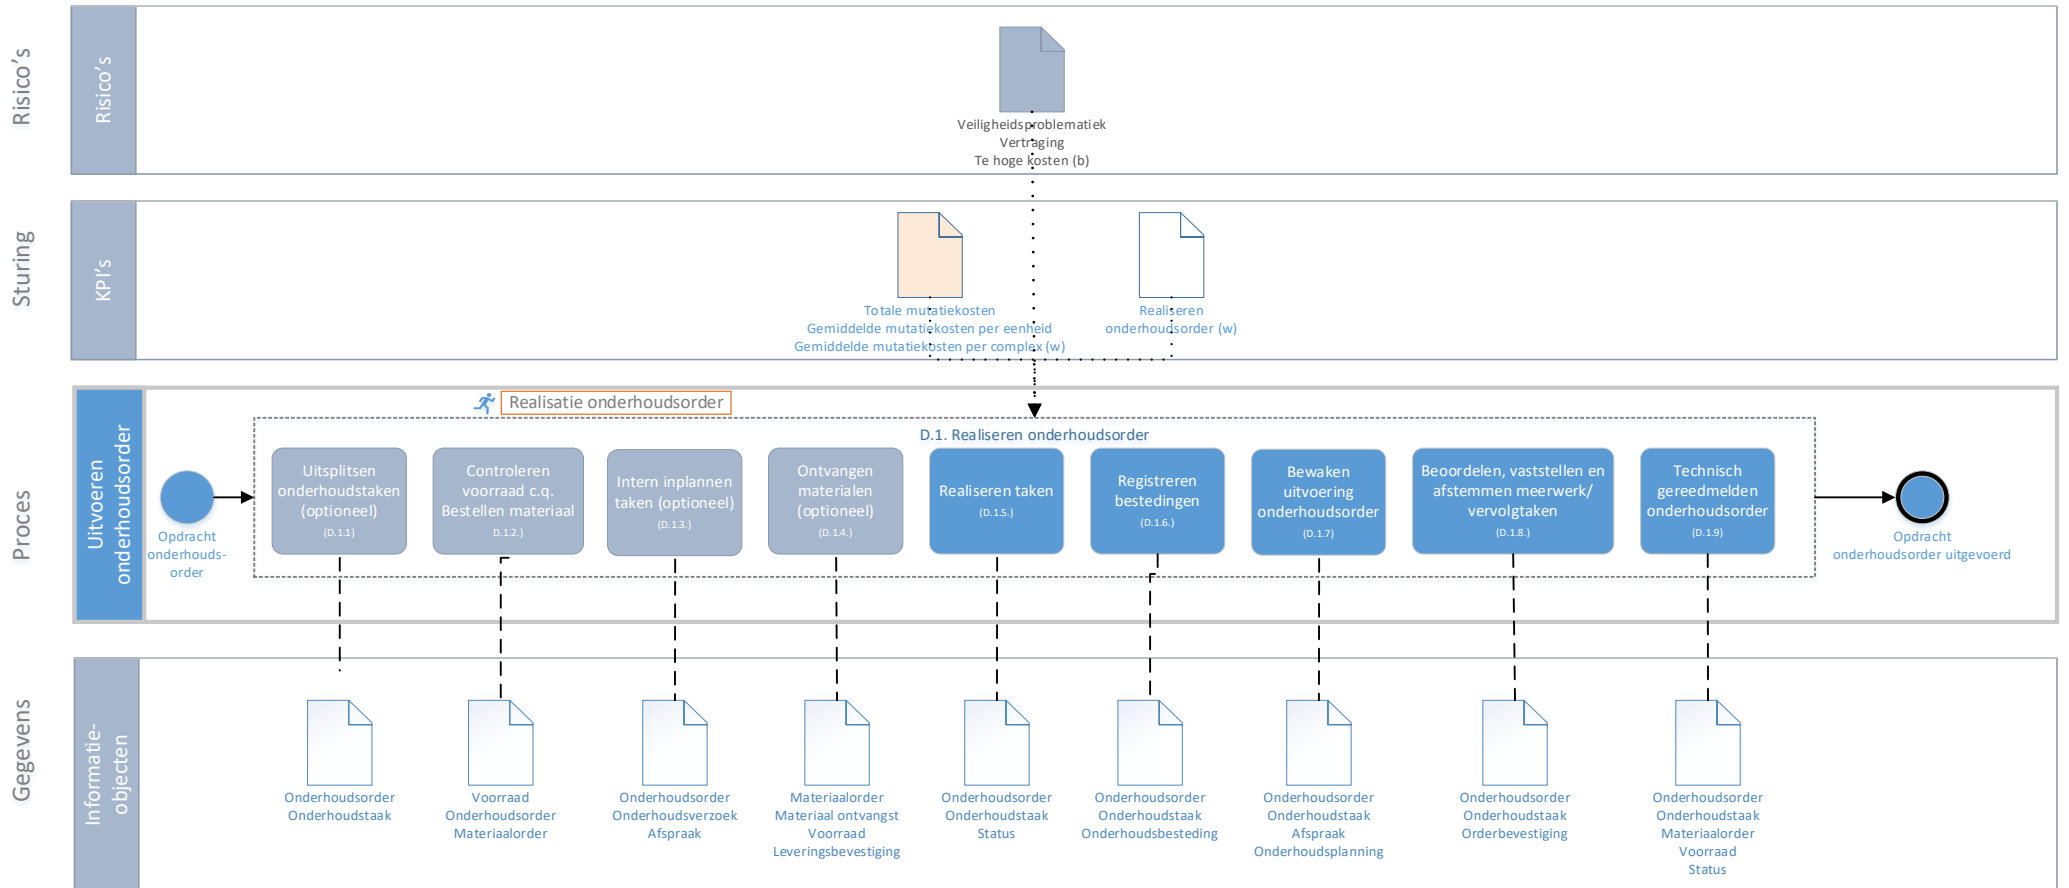 Risico's
Risico's
Veiligheidsproblematiek
Vertraging
Te hoge kosten (b)
Sturing
KPI's
Totale mutatiekosten
Gemiddelde mutatiekosten per eenheid
Gemiddelde mutatiekosten per complex (w)
Realiseren
onderhoudsorder (w)
Proces
Uitvoeren
onderhoudsorder
Realisatie onderhoudsorder
D.1. Realiseren onderhoudsorder
Opdracht
onderhouds-
order
Uitsplitsen
onderhoudstaken
(optioneel)
(D.1.1)
Controleren
voorraad c.q.
Bestellen materiaal
(D.1.2.)
Intern inplannen
taken (optioneel)
(D.1.3.)
Ontvangen
materialen
(optioneel)
(D.1.4.)
Realiseren taken
(D.1.5.)
Registreren
bestedingen
(D.1.6.)
Bewaken
uitvoering
onderhoudsorder
(D.1.7)
Beoordelen, vaststellen en
afstemmen meerwerk/
vervolgtaken
(D.1.8.)
Technisch
gereedmelden
onderhoudsorder
(D.1.9)
Opdracht
onderhoudsorder uitgevoerd
Gegevens
Informatie-
objecten
Onderhoudsorder
Onderhoudstaak
Voorraad
Onderhoudsorder
Materiaalorder
Onderhoudsorder
Onderhoudsverzoek
Afspraak
Materiaalorder
Materiaal ontvangst
Voorraad
Leveringsbevestiging
Onderhoudsorder
Onderhoudstaak
Status
Onderhoudsorder
Onderhoudstaak
Onderhoudsbesteding
Onderhoudsorder
Onderhoudstaak
Afspraak
Onderhoudsplanning
Onderhoudsorder
Onderhoudstaak
Orderbevestiging
Onderhoudsorder
Onderhoudstaak
Materiaalorder
Voorraad
Status